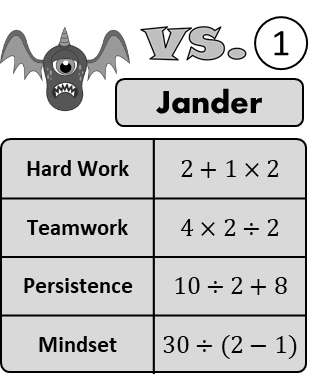 VS. 1
Jander
Hard Work 2 + 1 × 2
Teamwork 4 × 2 ÷ 2
Persistence 10 ÷ 2 + 8
Mindset 30 ÷ (2 − 1)